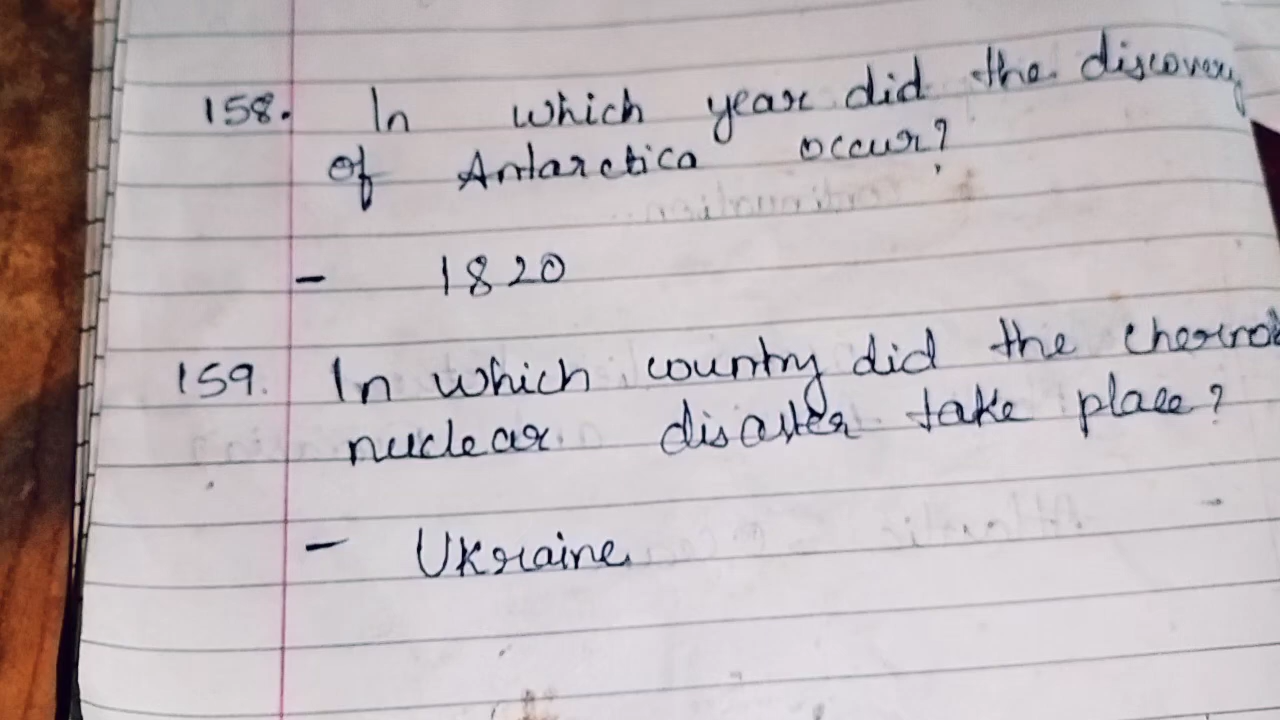 158. In which year did the discovery
of Antarctica occur?
- 1820
159. In which country did the chernob
nuclear disaster take place?
- Ukraine